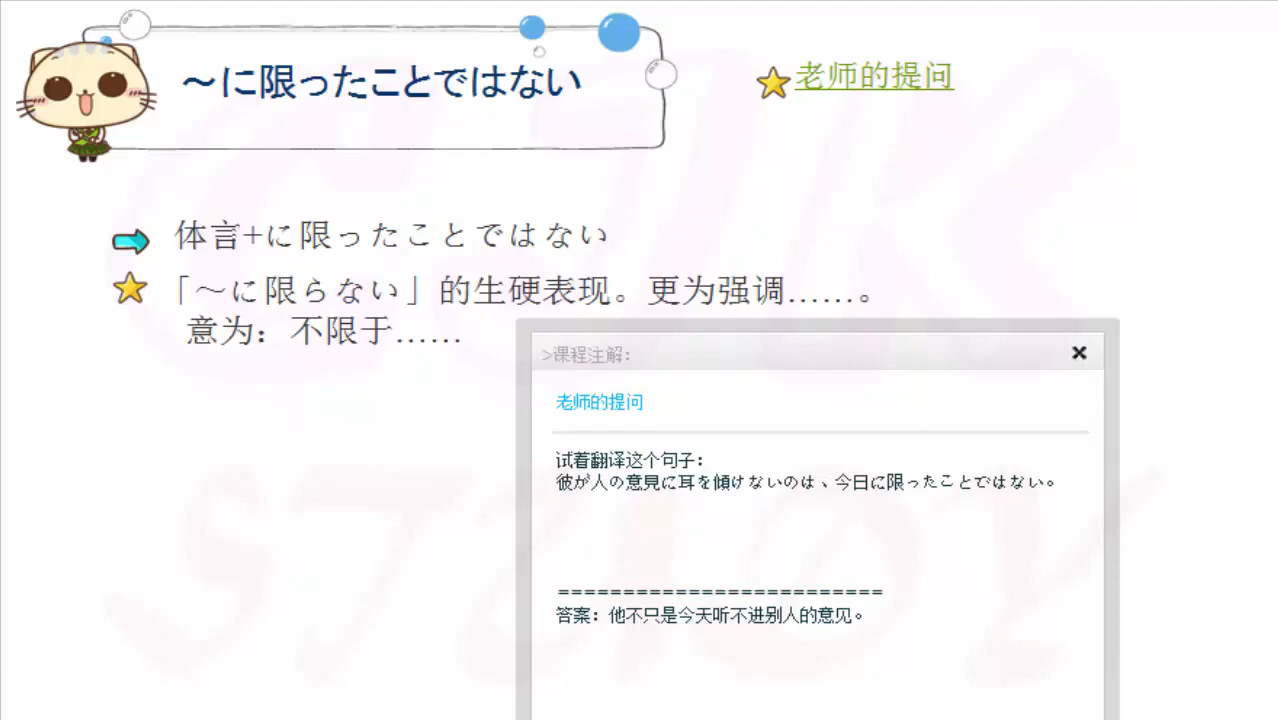 ～に限ったことではない
老师的提问
体言+に限ったことではない
「～に限らない」的生硬表现。更为强调……。
意为：不限于……
>课程注解：
老师的提问
试着翻译这个句子：
彼が人の意見に耳を傾けないのは、今日に限ったことではない。
=========================
答案：他不只是今天听不进别人的意见。
CJK
STUDY